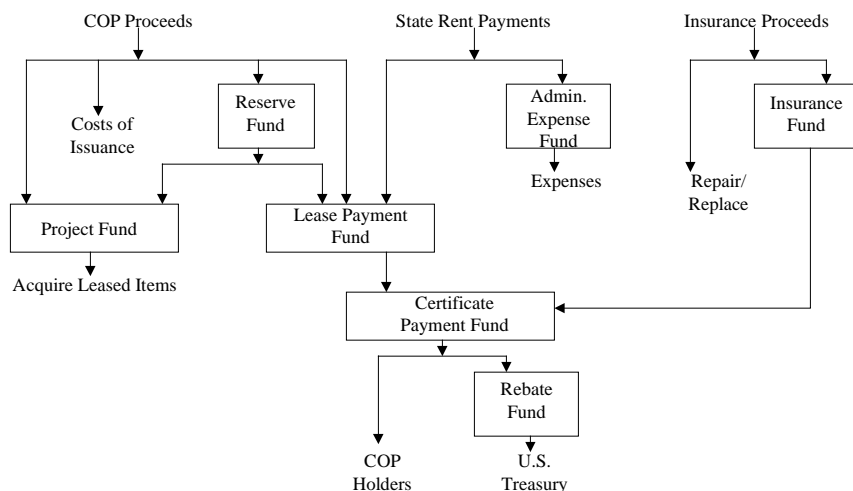 COP Proceeds
State Rent Payments
Insurance Proceeds
Reserve
Fund
Costs of
Issuance
Admin.
Expense
Fund
Insurance
Fund
Expenses
Repair/
Replace
Project Fund
Lease Payment
Fund
Acquire Leased Items
Certificate
Payment Fund
Rebate
Fund
COP
Holders
U.S.
Treasury